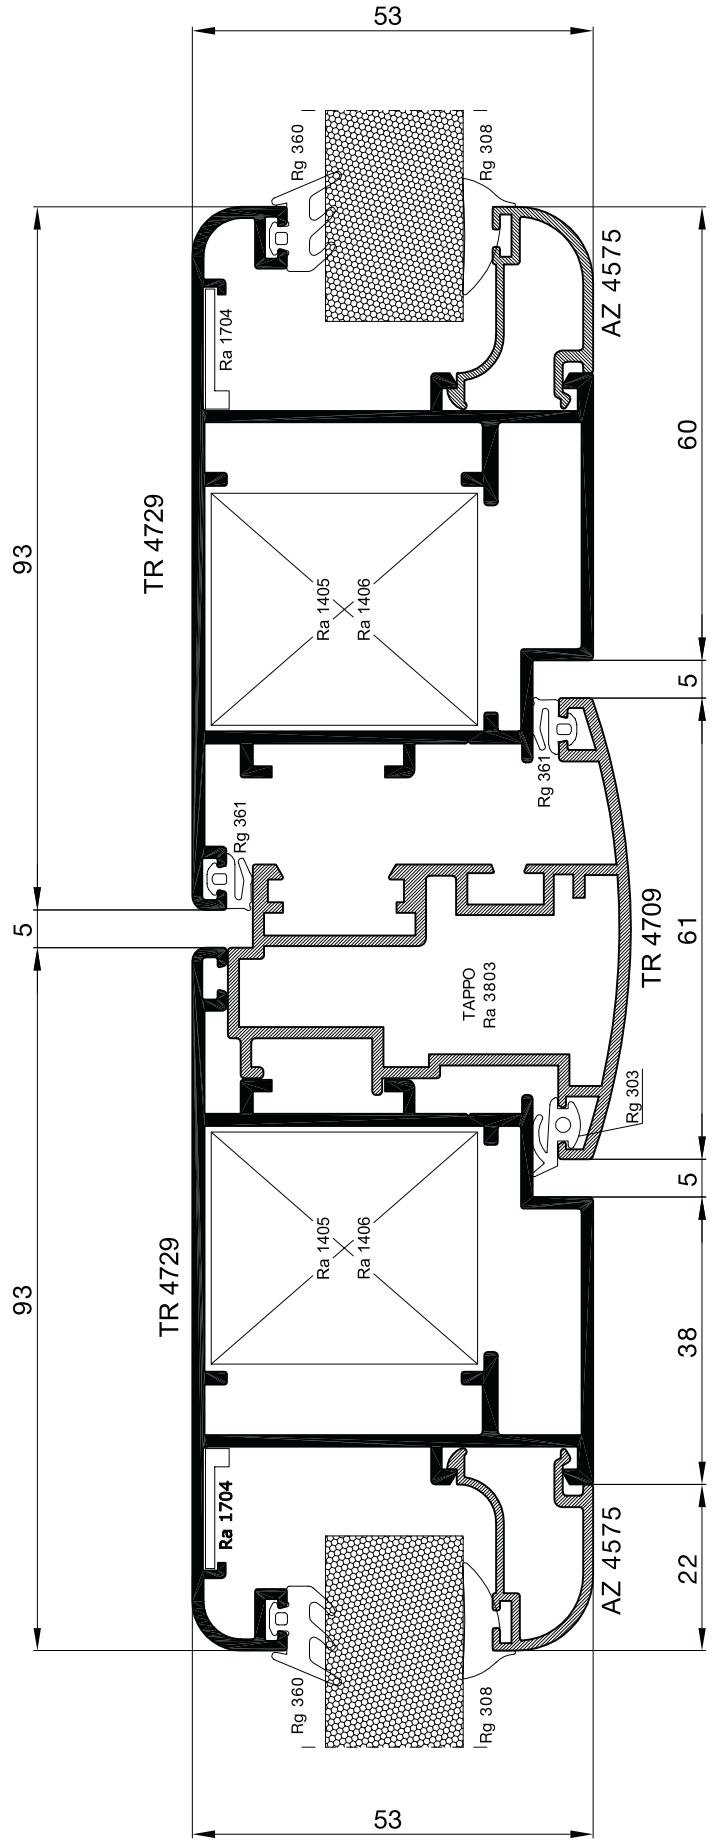 53
Rg 360
Rg 308
AZ 4575
Ra 1704
60
TR 4729
93
Ra 1405
Ra 1406
5
Rg 361
Rg 361
5
TR 4709
61
TAPPO
Ra 3803
Rg 303
5
TR 4729
93
Ra 1405
Ra 1406
38
Ra 1704
AZ 4575
22
Rg 360
Rg 308
53